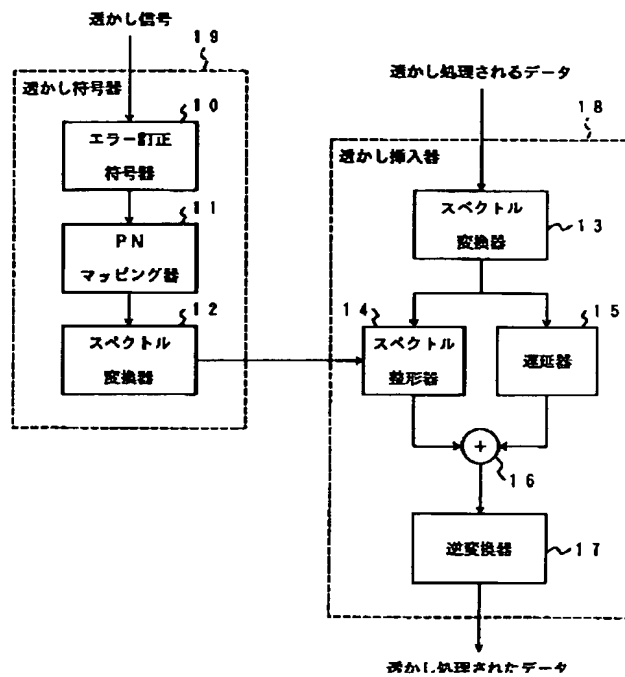 透かし信号
19
透かし符号器
10
エラー訂正
符号器
11
PN
マッピング器
12
スペクトル
変換器
透かし処理されるデータ
18
透かし挿入器
スペクトル
変換器
13
14
スペクトル
整形器
15
遅延器
+
16
逆変換器
17
透かし処理されたデータ